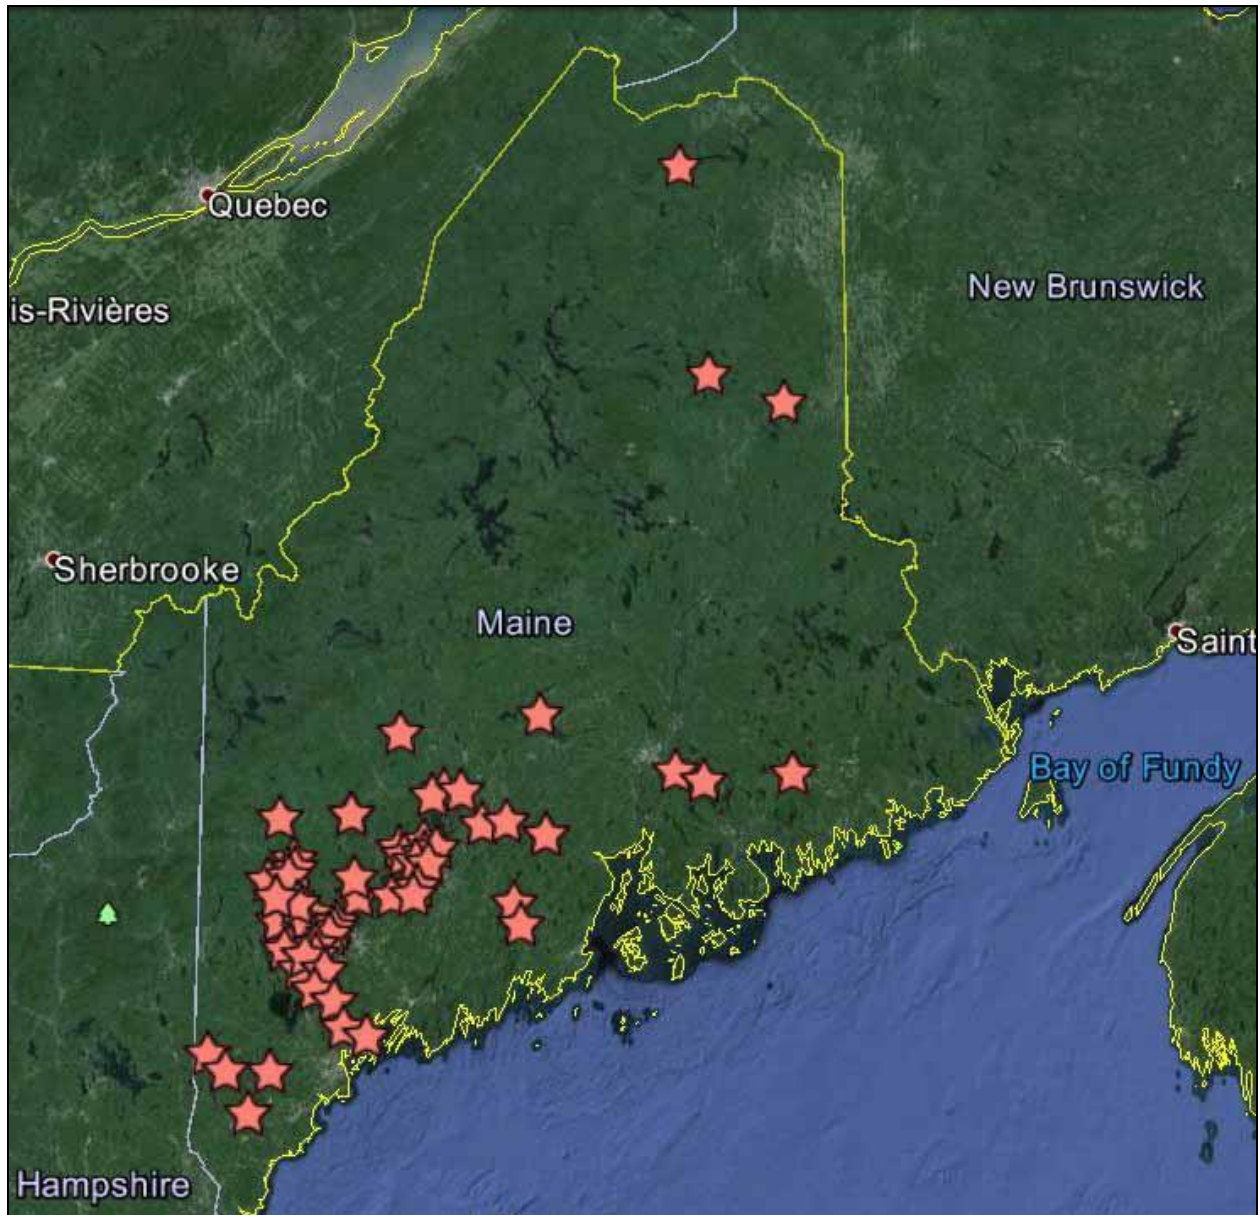 Quebec
New Brunswick
is-Rivières
Sherbrooke
Maine
Saint
Bay of Fundy
Hampshire